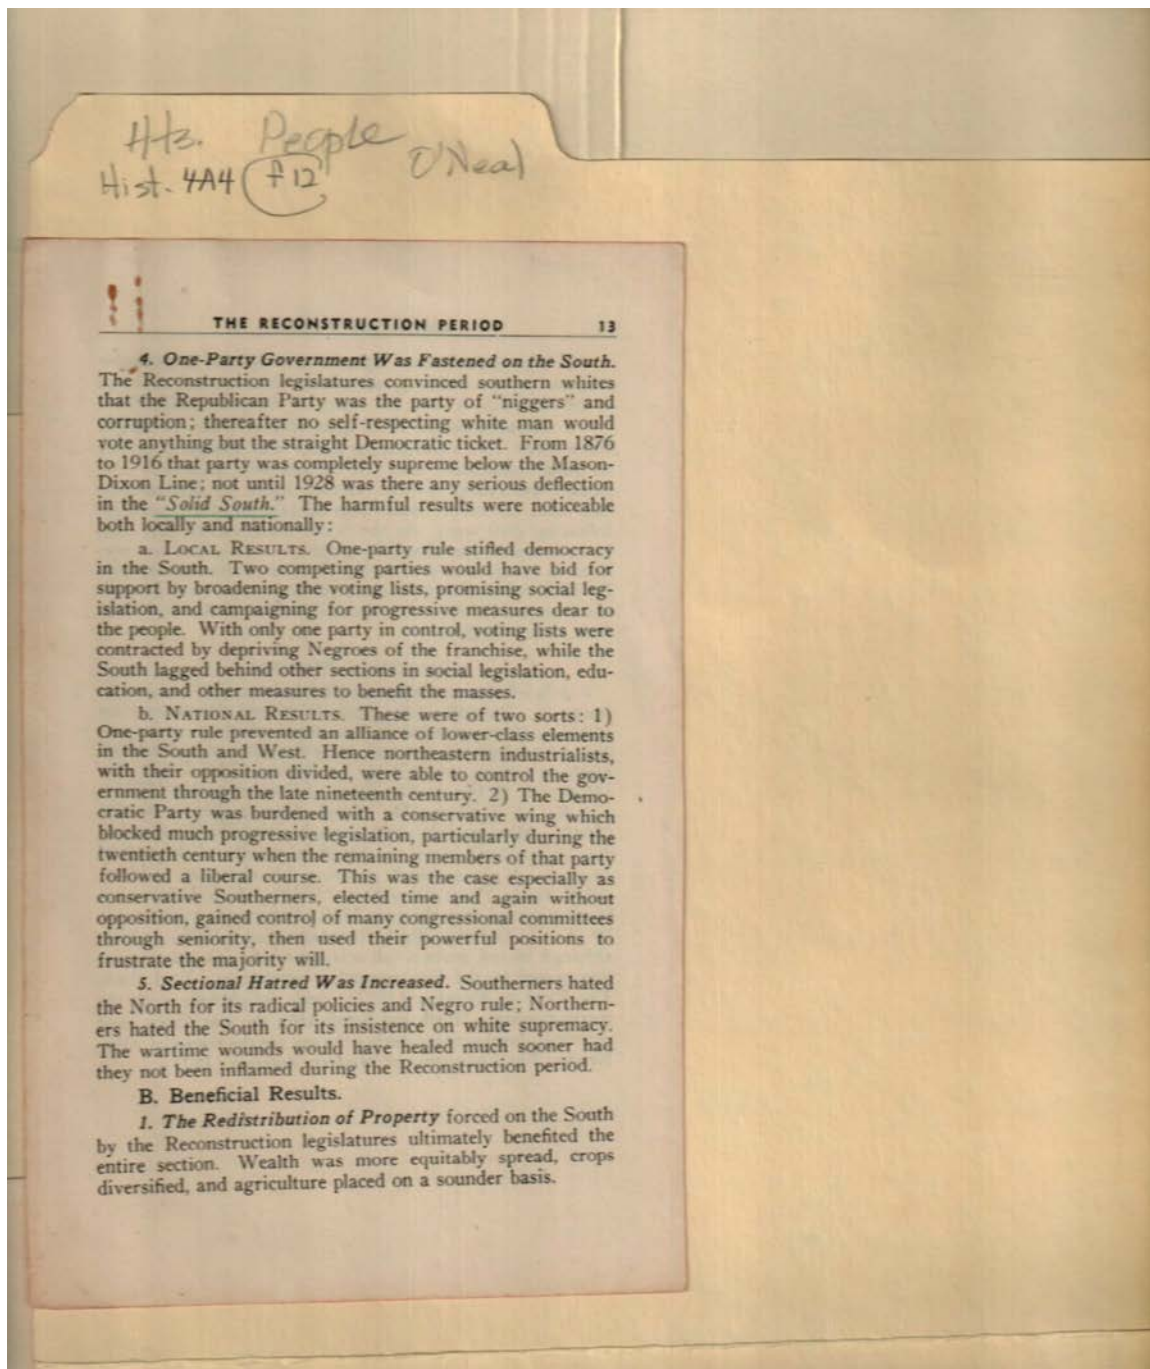 Hist. People
O'Neal
Hist. 4A4 f 12
THE RECONSTRUCTION PERIOD 13
4. One-Party Government Was Fastened on the South.
The Reconstruction legislatures convinced southern whites
that the Republican Party was the party of "niggers" and
corruption; thereafter no self-respecting white man would
vote anything but the straight Democratic ticket. From 1876
to 1916 that party was completely supreme below the Mason-
Dixon Line; not until 1928 was there any serious deflection
in the "Solid South." The harmful results were noticeable
both locally and nationally:
a. LOCAL RESULTS. One-party rule stifled democracy
in the South. Two competing parties would have bid for
support by broadening the voting lists, promising social leg-
islation, and campaigning for progressive measures dear to
the people. With only one party in control, voting lists were
contracted by depriving Negroes of the franchise, while the
South lagged behind other sections in social legislation, edu-
cation, and other measures to benefit the masses.
b. NATIONAL RESULTS. These were of two sorts: 1)
One-party rule prevented an alliance of lower-class elements
in the South and West. Hence northeastern industrialists,
with their opposition divided, were able to control the gov-
ernment through the late nineteenth century. 2) The Demo-
cratic Party was burdened with a conservative wing which
blocked much progressive legislation, particularly during the
twentieth century when the remaining members of that party
followed a liberal course. This was the case especially as
conservative Southerners, elected time and again without
opposition, gained control of many congressional committees
through seniority, then used their powerful positions to
frustrate the majority will.
5. Sectional Hatred Was Increased. Southerners hated
the North for its radical policies and Negro rule; Northern-
ers hated the South for its insistence on white supremacy.
The wartime wounds would have healed much sooner had
they not been inflamed during the Reconstruction period.
B. Beneficial Results.
1. The Redistribution of Property forced on the South
by the Reconstruction legislatures ultimately benefited the
entire section. Wealth was more equitably spread, crops
diversified, and agriculture placed on a sounder basis.